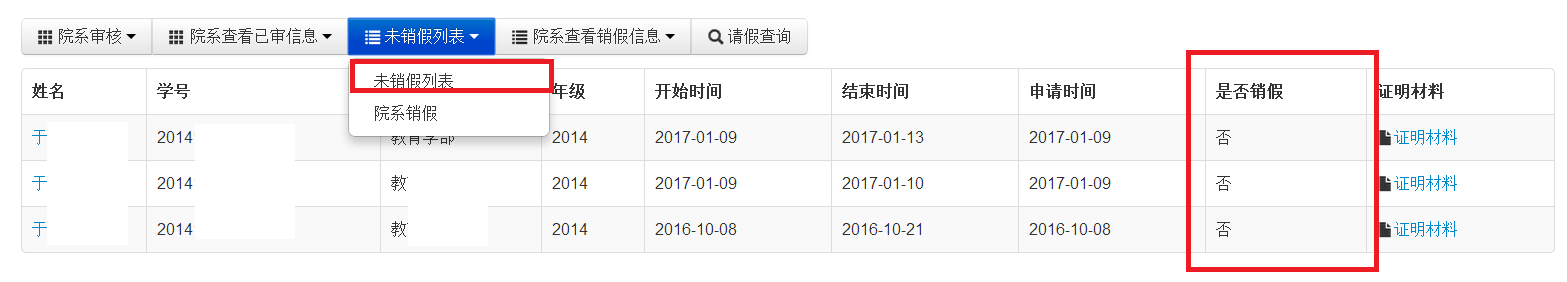 院系审核 院系查看已审信息 未销假列表 院系查看销假信息 请假查询
未销假列表
院系销假
姓名 学号 年级 开始时间 结束时间 申请时间 是否销假 证明材料
于 2014 教育学部 2014 2017-01-09 2017-01-13 2017-01-09 否 证明材料
于 2014 教 2014 2017-01-09 2017-01-10 2017-01-09 否 证明材料
于 2014 教 2014 2016-10-08 2016-10-21 2016-10-08 否 证明材料